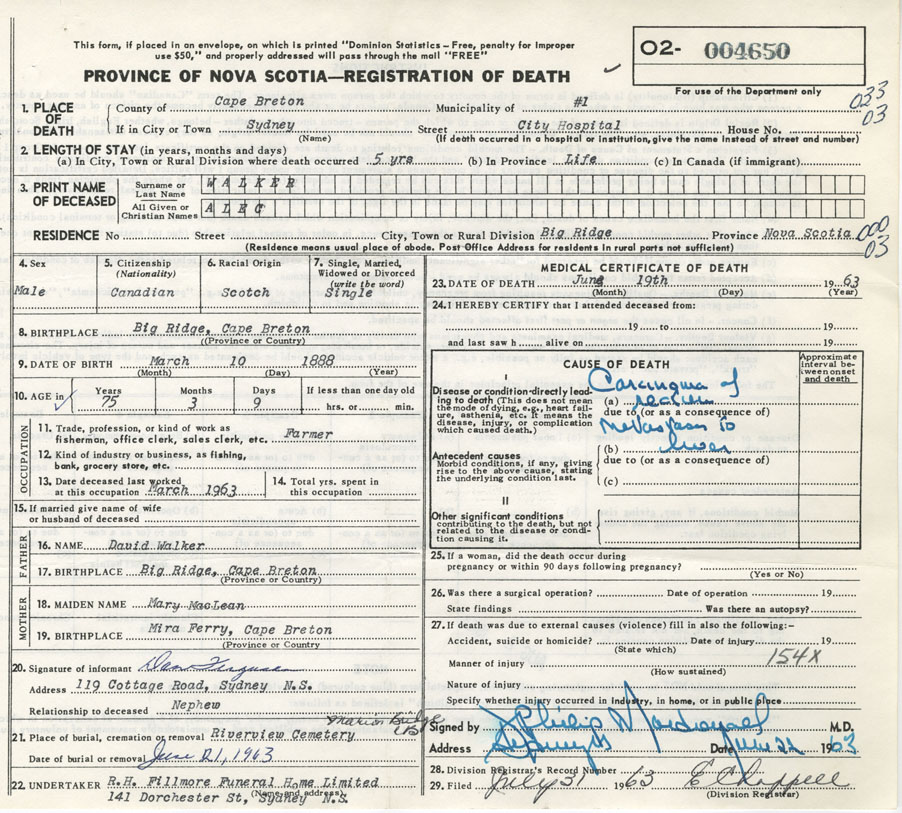 This form, if placed in an envelope, on which is printed "Dominion Statistics – Free, penalty for improper
use $50," and properly addressed will pass through the mail "FREE"
PROVINCE OF NOVA SCOTIA—REGISTRATION OF DEATH
O2- 004650
For use of the Department only
033
03
1. PLACE OF DEATH
County of Cape Breton Municipality of #1
If in City or Town Sydney Street City Hospital House No.
(Name) (If death occurred in a hospital or institution, give the name instead of street and number)
2. LENGTH OF STAY (in years, months and days)
(a) In City, Town or Rural Division where death occurred 5 yrs (b) In Province Life (c) In Canada (if immigrant)
3. PRINT NAME OF DECEASED
Surname or Last Name WALKER
All Given or Christian Names ALEC
RESIDENCE No Street City, Town or Rural Division Big Ridge Province Nova Scotia
000
03
(Residence means usual place of abode. Post Office Address for residents in rural parts not sufficient)
4. Sex
Male
5. Citizenship
(Nationality)
Canadian
6. Racial Origin
Scotch
7. Single, Married,
Widowed or Divorced
(write the word)
Single
8. BIRTHPLACE Big Ridge, Cape Breton
(Province or Country)
9. DATE OF BIRTH March 10 1888
(Month) (Day) (Year)
10. AGE in Years Months Days If less than one day old
75 3 9 hrs. or min.
OCCUPATION
11. Trade, profession, or kind of work as
fisherman, office clerk, sales clerk, etc. Farmer
12. Kind of industry or business, as fishing,
bank, grocery store, etc.
13. Date deceased last worked
at this occupation March 1963
14. Total yrs. spent in
this occupation
15. If married give name of wife
or husband of deceased
FATHER
16. NAME David Walker
17. BIRTHPLACE Big Ridge, Cape Breton
(Province or Country)
MOTHER
18. MAIDEN NAME Mary MacLean
19. BIRTHPLACE Mira Ferry, Cape Breton
(Province or Country)
20. Signature of informant Dan Ferguson
Address 119 Cottage Road, Sydney N.S.
Relationship to deceased Nephew
Marion Bridge
CB
21. Place of burial, cremation or removal Riverview Cemetery
Date of burial or removal June 21, 1963
22. UNDERTAKER R.H. Fillmore Funeral Home Limited
(Name and address)
141 Dorchester St, Sydney N.S.
MEDICAL CERTIFICATE OF DEATH
23. DATE OF DEATH June 19th 1963
(Month) (Day) (Year)
24. I HEREBY CERTIFY that I attended deceased from:
19 to 19
and last saw h alive on 19
CAUSE OF DEATH
Approximate interval between onset and death
I
Disease or condition directly leading to death (This does not mean the mode of dying, e.g., heart failure, asthenia, etc. It means the disease, injury, or complication which caused death.)
(a) Carcinoma of
rectum
due to (or as a consequence of)
Metastases to
(b) liver
due to (or as a consequence of)
Antecedent causes
Morbid conditions, if any, giving rise to the above cause, stating the underlying condition last.
(c)
II
Other significant conditions
contributing to the death, but not related to the disease or condition causing it.
25. If a woman, did the death occur during
pregnancy or within 90 days following pregnancy?
(Yes or No)
26. Was there a surgical operation? Date of operation 19
State findings Was there an autopsy?
27. If death was due to external causes (violence) fill in also the following:–
Accident, suicide or homicide? Date of injury 19
(State which)
154X
Manner of injury
(How sustained)
Nature of injury
Specify whether injury occurred in Industry, in home, or in public place
Signed by J Phillip Macdonald M.D.
Address Sydney NS Date June 22 1963
28. Division Registrar's Record Number
29. Filed July 31 1963 E C Chappell
(Division Registrar)